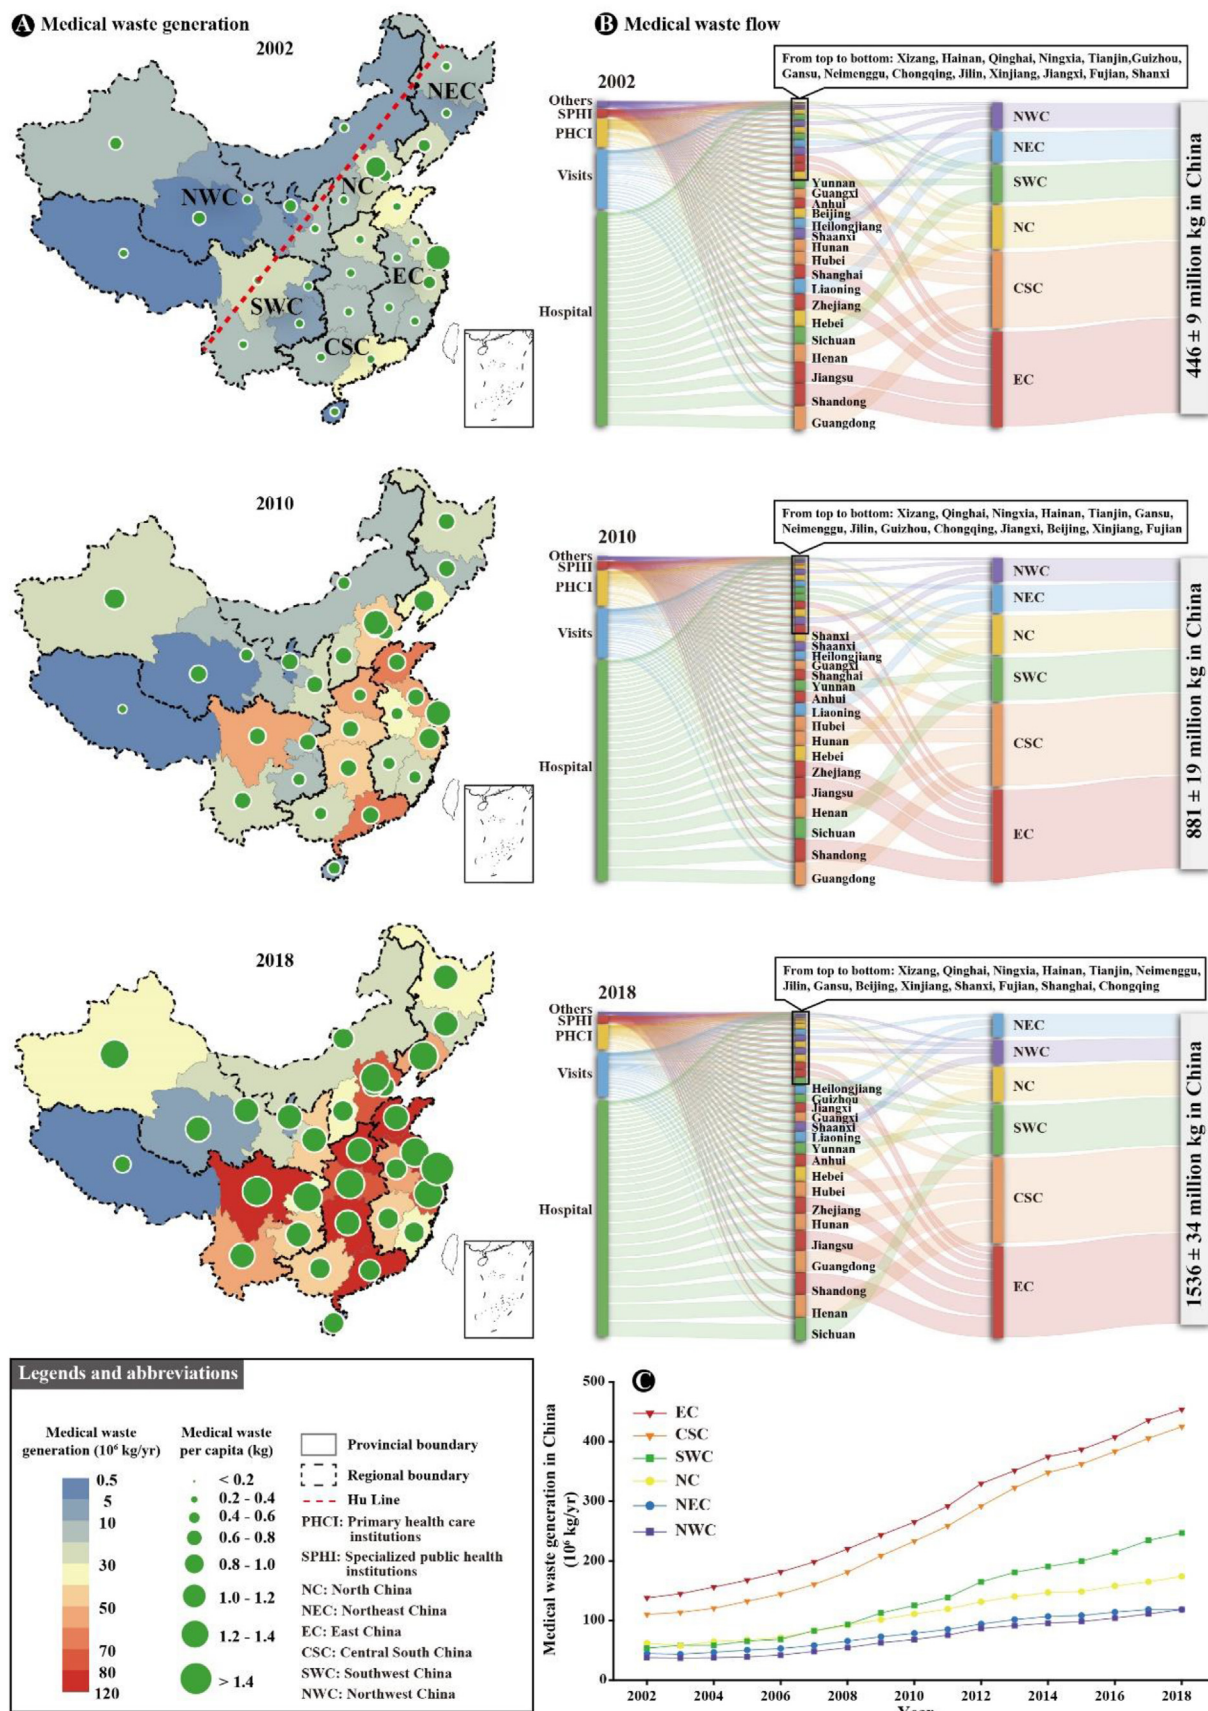 A Medical waste generation
2002
NEC
NWC
NC
SWC
EC
CSC
2010
2018
B Medical waste flow
From top to bottom: Xizang, Hainan, Qinghai, Ningxia, Tianjin,Guizhou,
Gansu, Neimenggu, Chongqing, Jilin, Xinjiang, Jiangxi, Fujian, Shanxi
2002
Others
SPHI
PHCI
Visits
Hospital
Yunnan
Guangxi
Anhui
Beijing
Heilongjiang
Shaanxi
Hunan
Hubei
Shanghai
Liaoning
Zhejiang
Hebei
Sichuan
Henan
Jiangsu
Shandong
Guangdong
NWC
NEC
SWC
NC
CSC
EC
446 ± 9 million kg in China
From top to bottom: Xizang, Qinghai, Ningxia, Hainan, Tianjin, Gansu,
Neimenggu, Jilin, Guizhou, Chongqing, Jiangxi, Beijing, Xinjiang, Fujian
2010
Others
SPHI
PHCI
Visits
Hospital
Shanxi
Shaanxi
Heilongjiang
Guangxi
Shanghai
Yunnan
Anhui
Liaoning
Hubei
Hunan
Hebei
Zhejiang
Jiangsu
Henan
Sichuan
Shandong
Guangdong
NWC
NEC
NC
SWC
CSC
EC
881 ± 19 million kg in China
From top to bottom: Xizang, Qinghai, Ningxia, Hainan, Tianjin, Neimenggu,
Jilin, Gansu, Beijing, Xinjiang, Shanxi, Fujian, Shanghai, Chongqing
2018
Others
SPHI
PHCI
Visits
Hospital
Heilongjiang
Guizhou
Jiangxi
Guangxi
Shaanxi
Liaoning
Yunnan
Anhui
Hebei
Hubei
Zhejiang
Hunan
Jiangsu
Guangdong
Shandong
Henan
Sichuan
NEC
NWC
NC
SWC
CSC
EC
1536 ± 34 million kg in China
Legends and abbreviations
Medical waste
generation (10⁶ kg/yr)
0.5
5
10
30
50
70
80
120
Medical waste
per capita (kg)
< 0.2
0.2 - 0.4
0.4 - 0.6
0.6 - 0.8
0.8 - 1.0
1.0 - 1.2
1.2 - 1.4
> 1.4
Provincial boundary
Regional boundary
Hu Line
PHCI: Primary health care
institutions
SPHI: Specialized public health
institutions
NC: North China
NEC: Northeast China
EC: East China
CSC: Central South China
SWC: Southwest China
NWC: Northwest China
C
EC
CSC
SWC
NC
NEC
NWC
Medical waste generation in China
(10⁶ kg/yr)
500
400
300
200
100
0
2002 2004 2006 2008 2010 2012 2014 2016 2018
Year